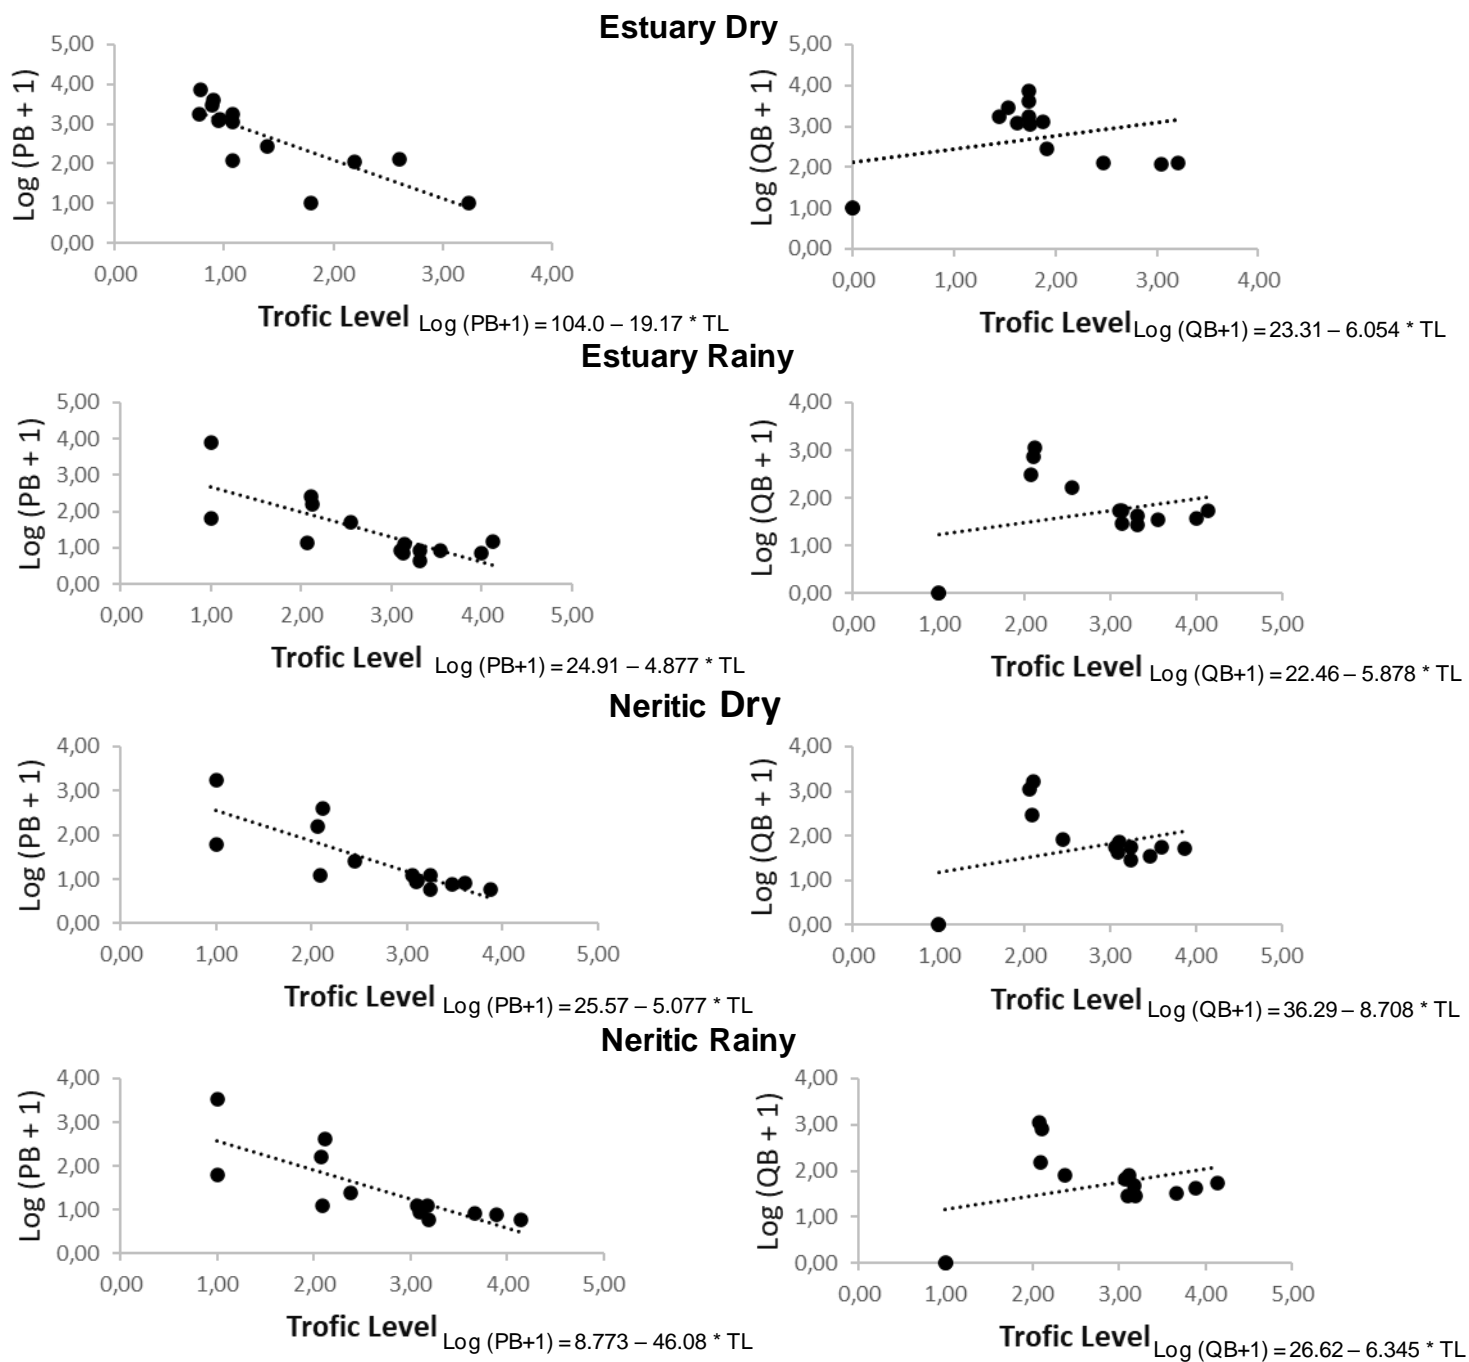 Estuary Dry
Log (PB + 1)
5,00
4,00
3,00
2,00
1,00
0,00
0,00 1,00 2,00 3,00 4,00
Trofic Level Log (PB+1) = 104.0 – 19.17 * TL
Log (QB + 1)
5,00
4,00
3,00
2,00
1,00
0,00
0,00 1,00 2,00 3,00 4,00
Trofic Level Log (QB+1) = 23.31 – 6.054 * TL
Estuary Rainy
Log (PB + 1)
5,00
4,00
3,00
2,00
1,00
0,00
0,00 1,00 2,00 3,00 4,00 5,00
Trofic Level Log (PB+1) = 24.91 – 4.877 * TL
Log (QB + 1)
4,00
3,00
2,00
1,00
0,00
0,00 1,00 2,00 3,00 4,00 5,00
Trofic Level Log (QB+1) = 22.46 – 5.878 * TL
Neritic Dry
Log (PB + 1)
4,00
3,00
2,00
1,00
0,00
0,00 1,00 2,00 3,00 4,00 5,00
Trofic Level Log (PB+1) = 25.57 – 5.077 * TL
Log (QB + 1)
4,00
3,00
2,00
1,00
0,00
0,00 1,00 2,00 3,00 4,00 5,00
Trofic Level Log (QB+1) = 36.29 – 8.708 * TL
Neritic Rainy
Log (PB + 1)
4,00
3,00
2,00
1,00
0,00
0,00 1,00 2,00 3,00 4,00 5,00
Trofic Level Log (PB+1) = 8.773 – 46.08 * TL
Log (QB + 1)
4,00
3,00
2,00
1,00
0,00
0,00 1,00 2,00 3,00 4,00 5,00
Trofic Level Log (QB+1) = 26.62 – 6.345 * TL